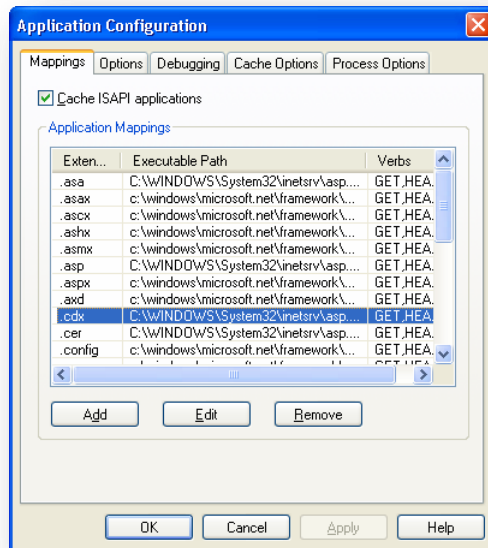 Application Configuration
Mappings Options Debugging Cache Options Process Options
Cache ISAPI applications
Application Mappings
Exten... Executable Path Verbs
.asa C:\WINDOWS\System32\inetsrv\asp.... GET,HEA.
.asax c:\windows\microsoft.net\framework\... GET,HEA.
.ascx c:\windows\microsoft.net\framework\... GET,HEA.
.ashx c:\windows\microsoft.net\framework\... GET,HEA.
.asmx c:\windows\microsoft.net\framework\... GET,HEA.
.asp C:\WINDOWS\System32\inetsrv\asp.... GET,HEA.
.aspx c:\windows\microsoft.net\framework\... GET,HEA.
.axd c:\windows\microsoft.net\framework\... GET,HEA.
.cdx C:\WINDOWS\System32\inetsrv\asp.... GET,HEA.
.cer C:\WINDOWS\System32\inetsrv\asp.... GET,HEA.
.config c:\windows\microsoft.net\framework\... GET,HEA.
Add Edit Remove
OK Cancel Apply Help